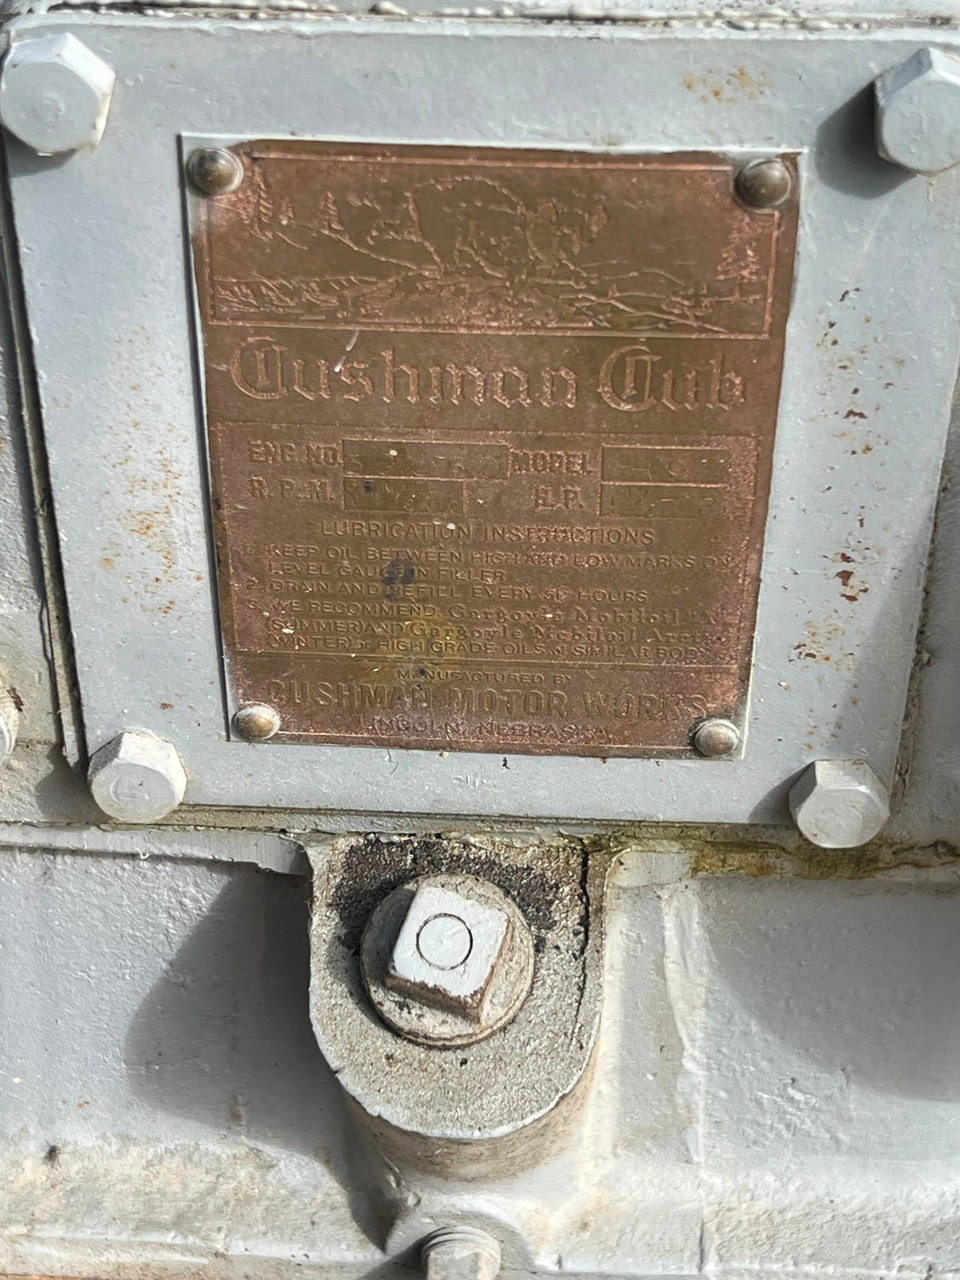 Cushman Cub
ENG. NO. MODEL
R. P. M. H.P.
LUBRICATION INSTRUCTIONS
KEEP OIL BETWEEN HIGH AND LOW MARKS ON
LEVEL GAUGE IN FILLER
DRAIN AND REFILL EVERY HOURS
WE RECOMMEND Gargoyle Mobiloil "A"
(SUMMER) AND Gargoyle Mobiloil Arctic
(WINTER) HIGH GRADE OILS of SIMILAR BODY
MANUFACTURED BY
CUSHMAN MOTOR WORKS
LINCOLN, NEBRASKA